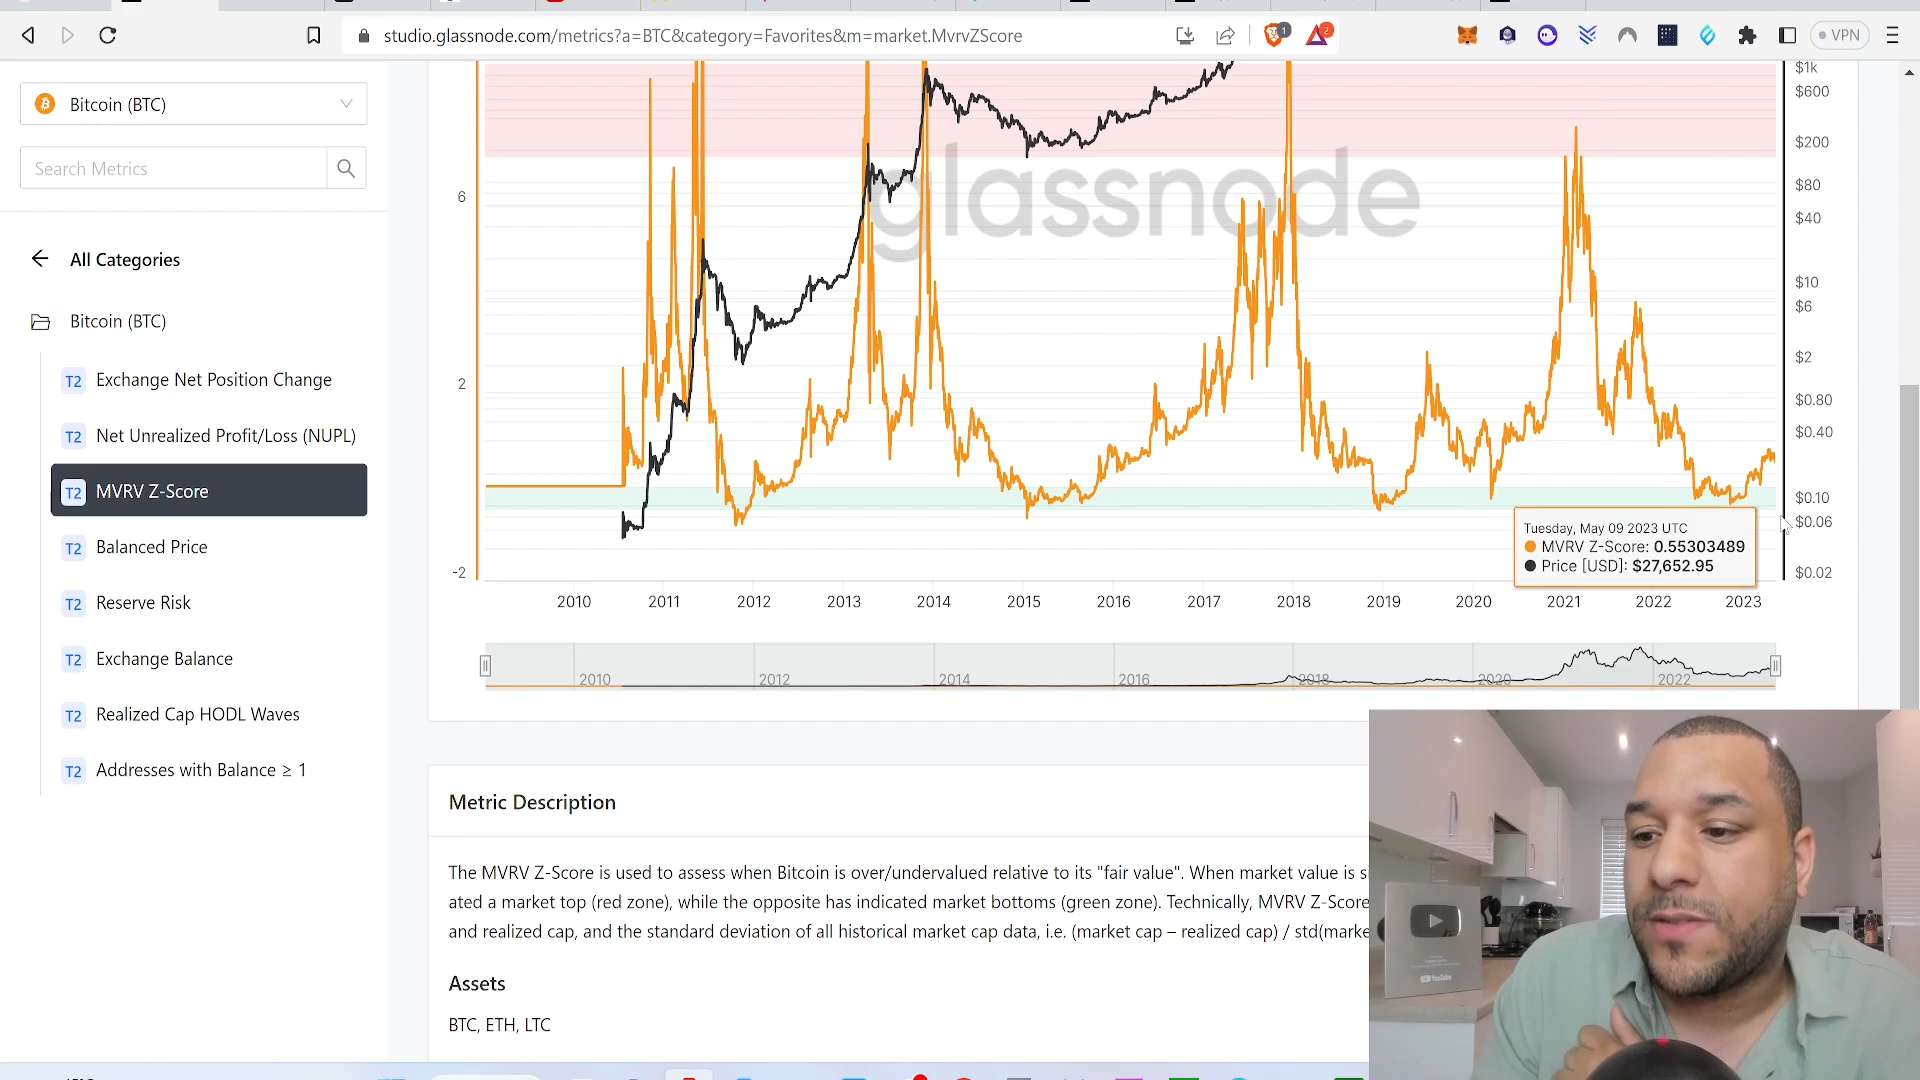 studio.glassnode.com/metrics?a=BTC&category=Favorites&m=market.MvrvZScore
1
2
VPN
Bitcoin (BTC)
Search Metrics
All Categories
Bitcoin (BTC)
T2 Exchange Net Position Change
T2 Net Unrealized Profit/Loss (NUPL)
T2 MVRV Z-Score
T2 Balanced Price
T2 Reserve Risk
T2 Exchange Balance
T2 Realized Cap HODL Waves
T2 Addresses with Balance ≥ 1
glassnode
6
2
-2
$1k
$600
$200
$80
$40
$10
$6
$2
$0.80
$0.40
$0.10
$0.06
$0.02
Tuesday, May 09 2023 UTC
MVRV Z-Score: 0.55303489
Price [USD]: $27,652.95
2010 2011 2012 2013 2014 2015 2016 2017 2018 2019 2020 2021 2022 2023
2010 2012 2014 2016 2018 2020 2022
Metric Description
The MVRV Z-Score is used to assess when Bitcoin is over/undervalued relative to its "fair value". When market value is si
ated a market top (red zone), while the opposite has indicated market bottoms (green zone). Technically, MVRV Z-Score
and realized cap, and the standard deviation of all historical market cap data, i.e. (market cap – realized cap) / std(marke
Assets
BTC, ETH, LTC
YouTube